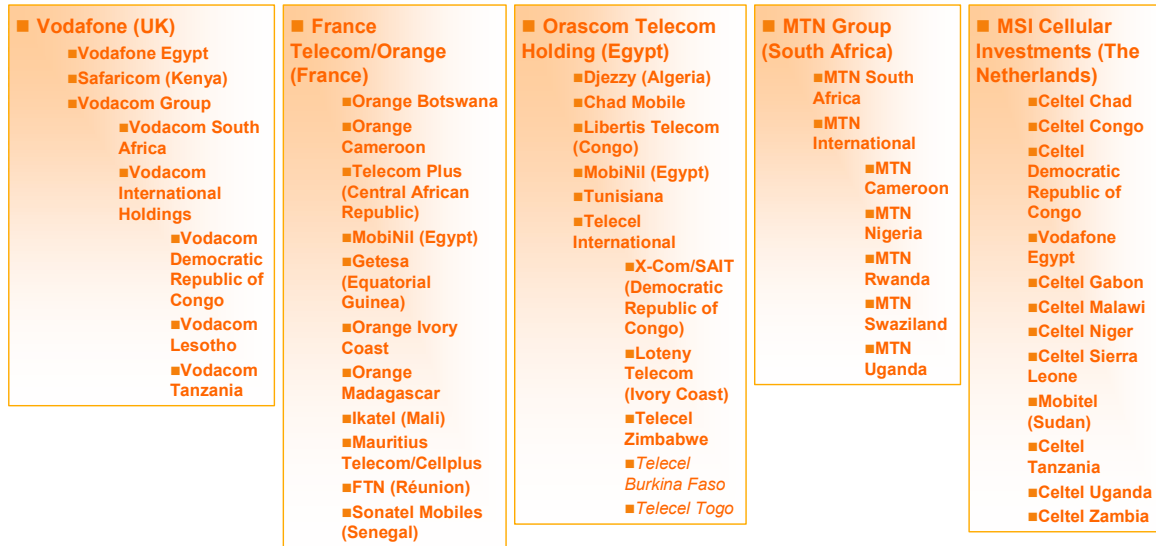 ■ Vodafone (UK)
■Vodafone Egypt
■Safaricom (Kenya)
■Vodacom Group
■Vodacom South
Africa
■Vodacom
International
Holdings
■Vodacom
Democratic
Republic of
Congo
■Vodacom
Lesotho
■Vodacom
Tanzania
■ France
Telecom/Orange
(France)
■Orange Botswana
■Orange
Cameroon
■Telecom Plus
(Central African
Republic)
■MobiNil (Egypt)
■Getesa
(Equatorial
Guinea)
■Orange Ivory
Coast
■Orange
Madagascar
■Ikatel (Mali)
■Mauritius
Telecom/Cellplus
■FTN (Réunion)
■Sonatel Mobiles
(Senegal)
■ Orascom Telecom
Holding (Egypt)
■Djezzy (Algeria)
■Chad Mobile
■Libertis Telecom
(Congo)
■MobiNil (Egypt)
■Tunisiana
■Telecel
International
■X-Com/SAIT
(Democratic
Republic of
Congo)
■Loteny
Telecom
(Ivory Coast)
■Telecel
Zimbabwe
■Telecel
Burkina Faso
■Telecel Togo
■ MTN Group
(South Africa)
■MTN South
Africa
■MTN
International
■MTN
Cameroon
■MTN
Nigeria
■MTN
Rwanda
■MTN
Swaziland
■MTN
Uganda
■ MSI Cellular
Investments (The
Netherlands)
■Celtel Chad
■Celtel Congo
■Celtel
Democratic
Republic of
Congo
■Vodafone
Egypt
■Celtel Gabon
■Celtel Malawi
■Celtel Niger
■Celtel Sierra
Leone
■Mobitel
(Sudan)
■Celtel
Tanzania
■Celtel Uganda
■Celtel Zambia